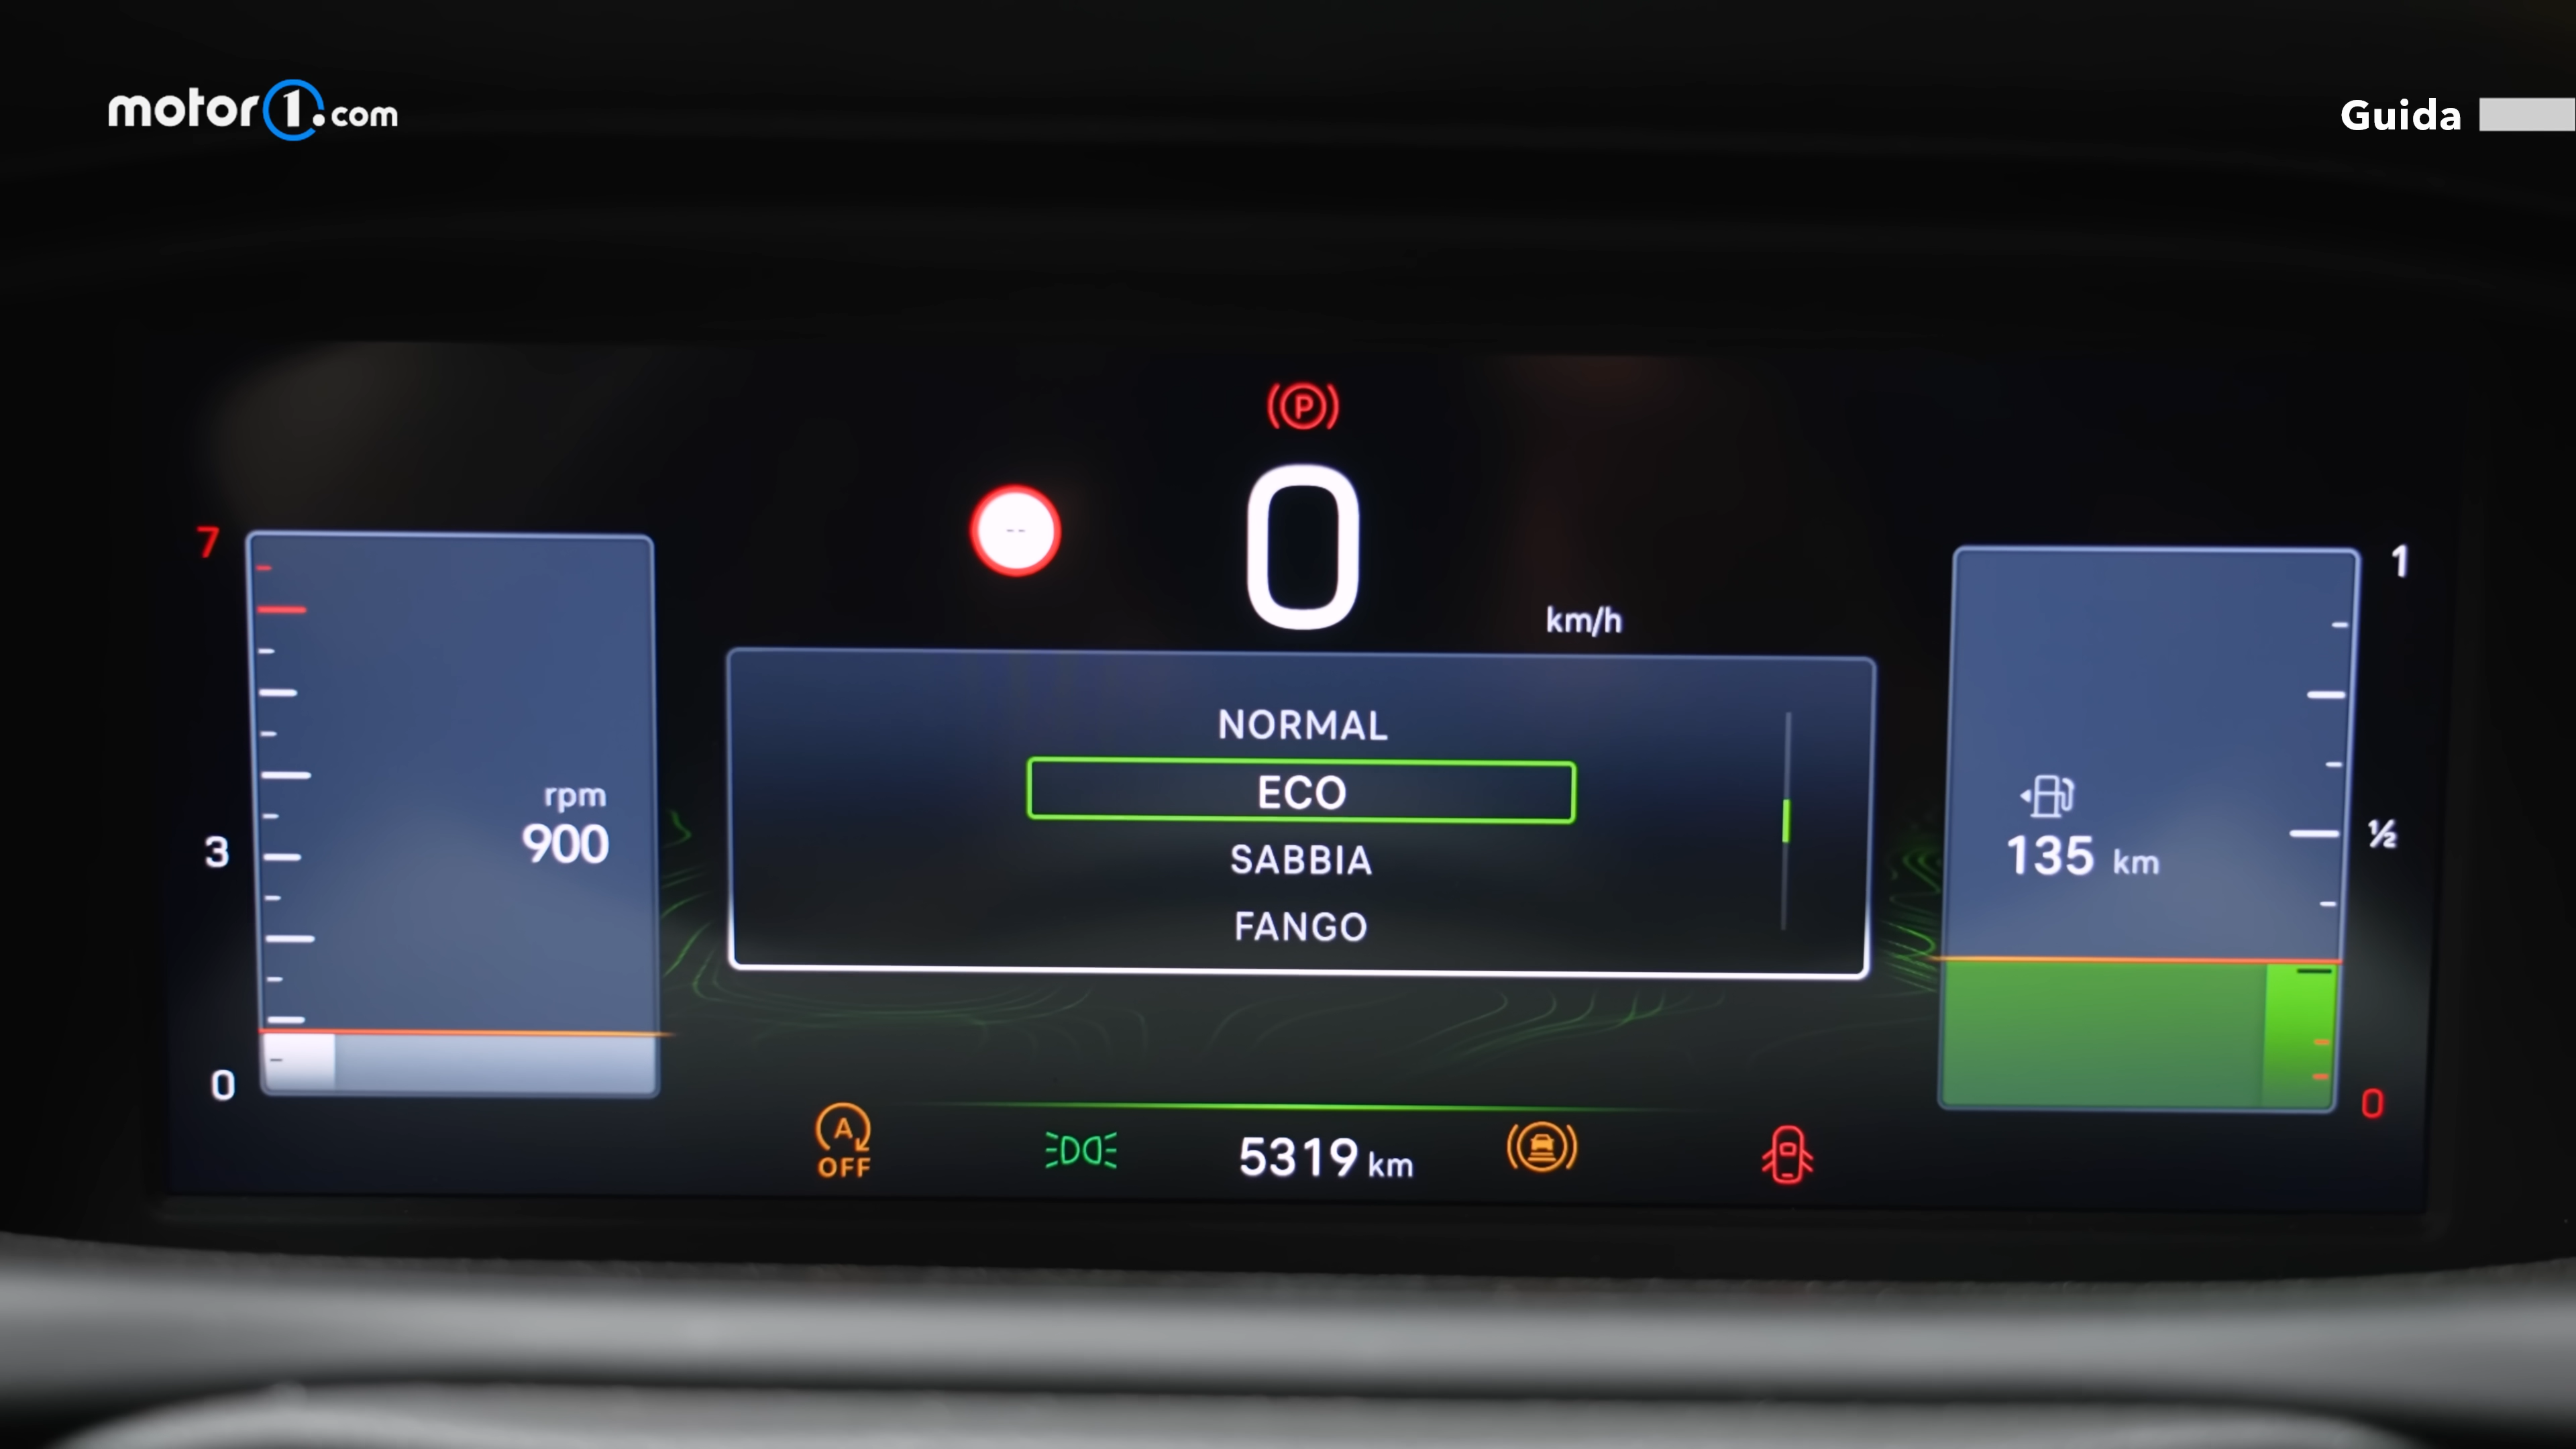 motor1.com
Guida
P
--
0
km/h
7
3
0
rpm
900
NORMAL
ECO
SABBIA
FANGO
1
½
0
135 km
A
OFF
5319 km